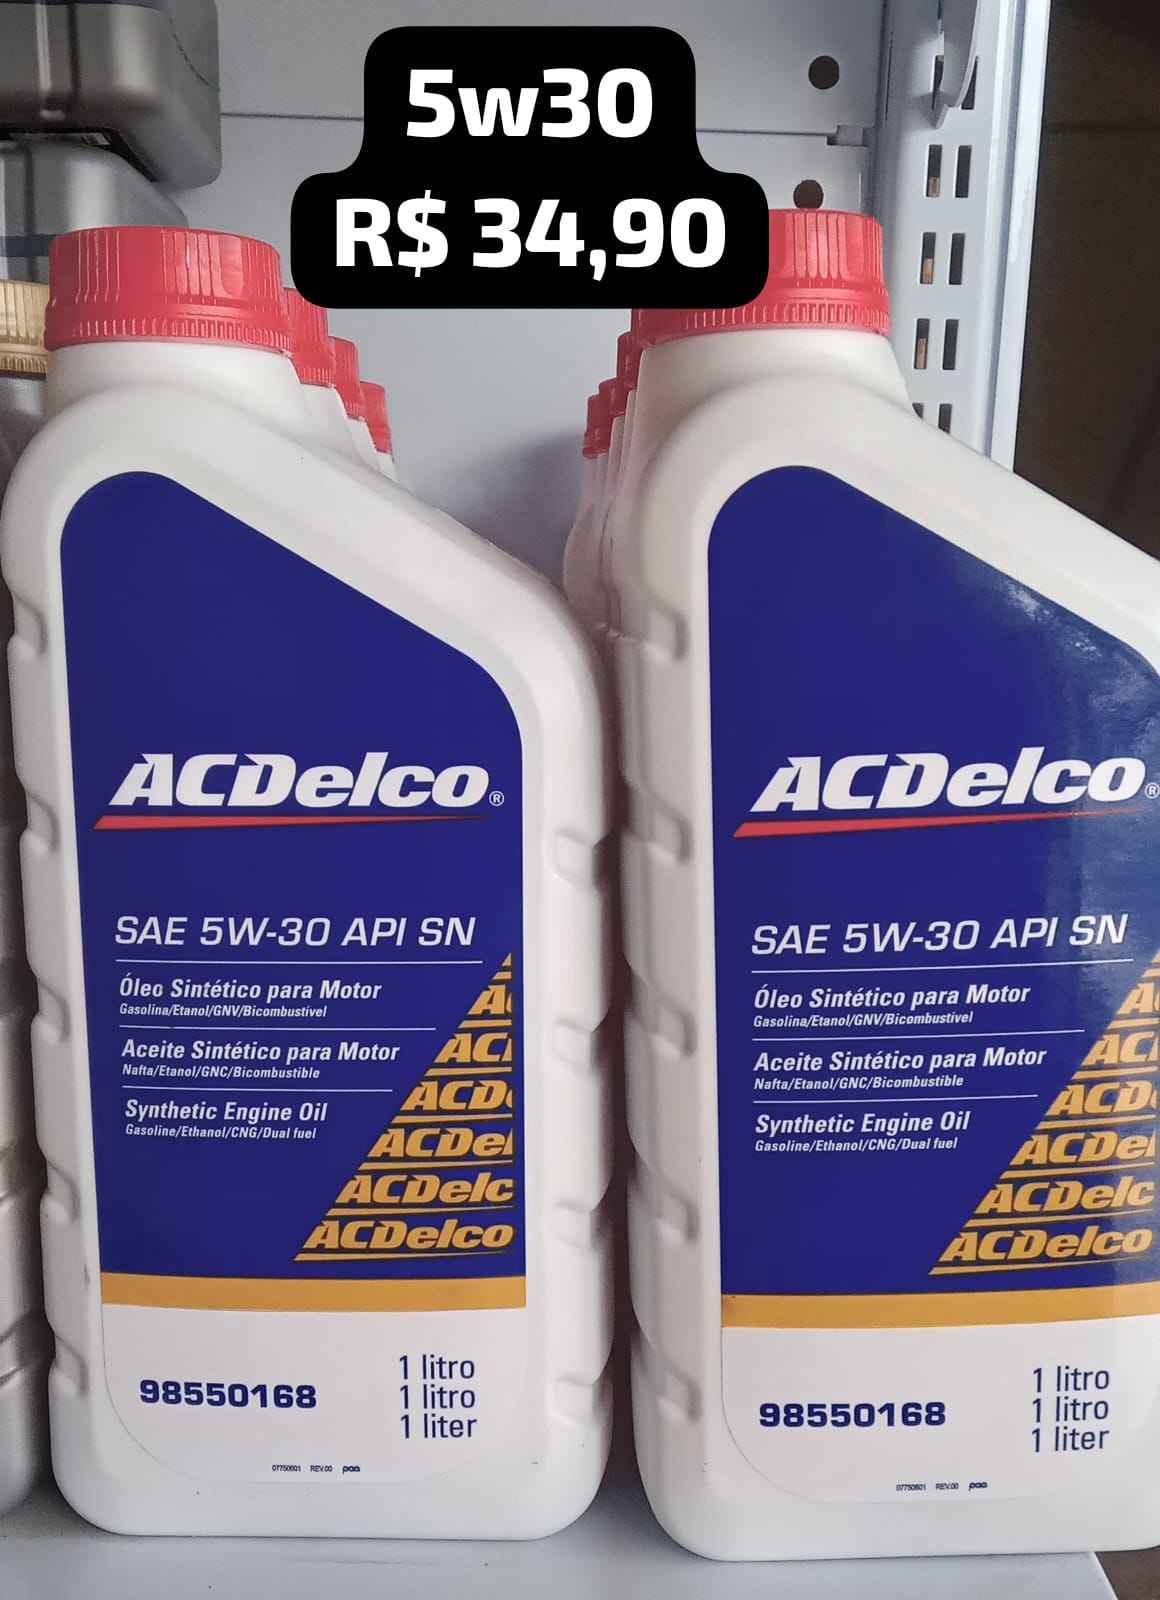 5w30
R$ 34,90
ACDelco®
SAE 5W-30 API SN
Óleo Sintético para Motor
Gasolina/Etanol/GNV/Bicombustível
Aceite Sintético para Motor
Nafta/Etanol/GNC/Bicombustible
Synthetic Engine Oil
Gasoline/Ethanol/CNG/Dual fuel
AC
ACI
ACD
ACDel
ACDelc
ACDelco
98550168
1 litro
1 litro
1 liter
07750601 REV.00 paa
ACDelco®
SAE 5W-30 API SN
Óleo Sintético para Motor
Gasolina/Etanol/GNV/Bicombustível
Aceite Sintético para Motor
Nafta/Etanol/GNC/Bicombustible
Synthetic Engine Oil
Gasoline/Ethanol/CNG/Dual fuel
A
ACI
ACD
ACDel
ACDelc
ACDelco
98550168
1 litro
1 litro
1 liter
07750601 REV.00 paa